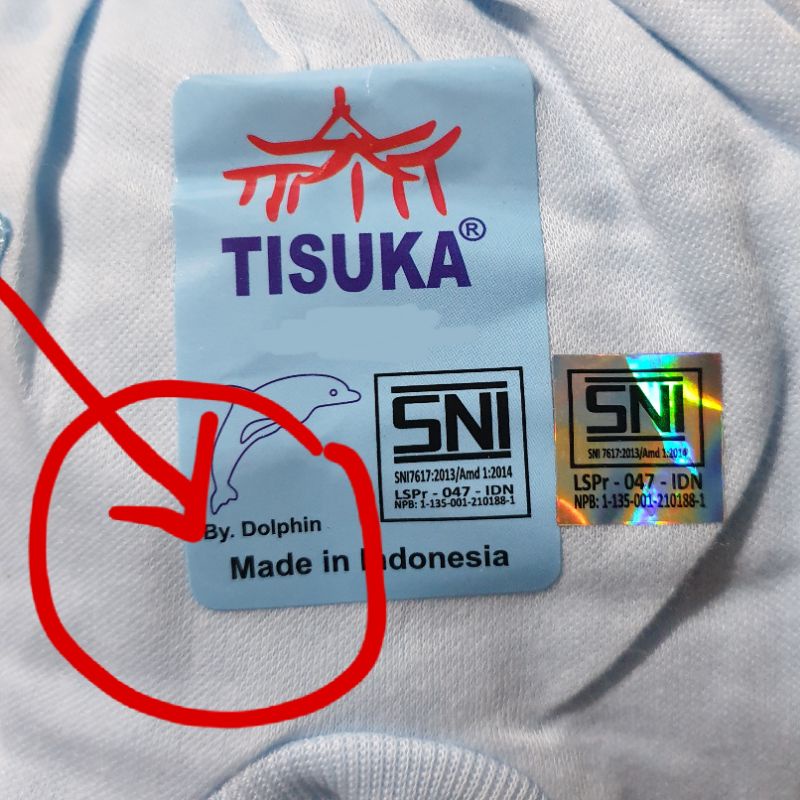 TISUKA®
SNI
SNI7617:2013/Amd 1:2014
LSPr - 047 - IDN
NPB: 1-135-001-210188-1
By. Dolphin
Made in Indonesia
SNI
SNI 7617:2013/Amd 1:2014
LSPr - 047 - IDN
NPB: 1-135-001-210188-1